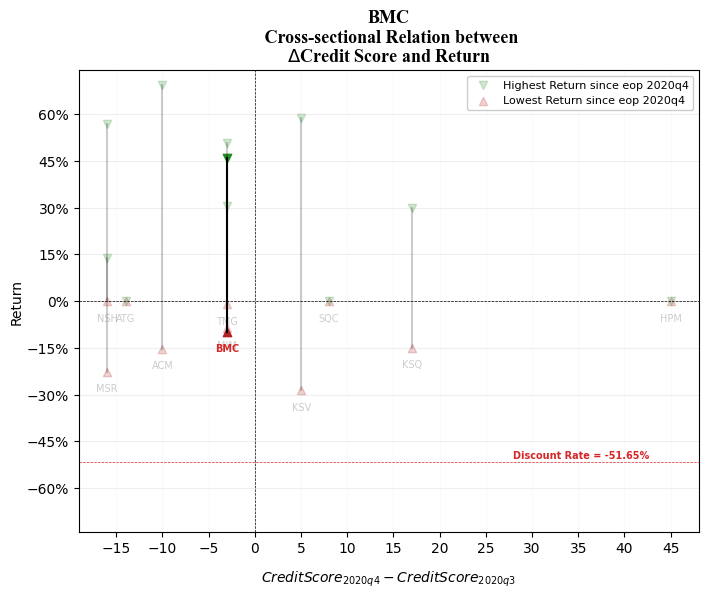 BMC
Cross-sectional Relation between
ΔCredit Score and Return
Highest Return since eop 2020q4
Lowest Return since eop 2020q4
Return
60%
45%
30%
15%
0%
−15%
−30%
−45%
−60%
NSH
ATG
TNG
SQC
HPM
BMC
ACM
KSQ
MSR
KSV
Discount Rate = -51.65%
−15
−10
−5
0
5
10
15
20
25
30
35
40
45
CreditScore2020q4 − CreditScore2020q3